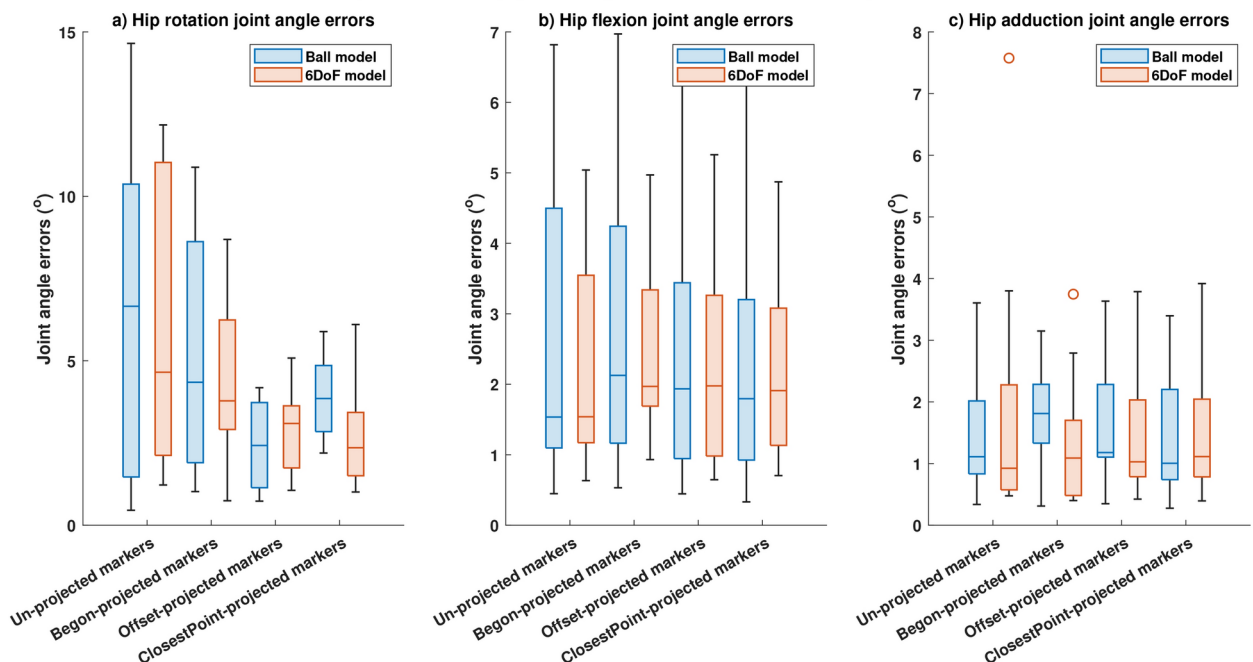 a) Hip rotation joint angle errors
15
10
5
0
Joint angle errors (°)
Ball model
6DoF model
Un-projected markers
Begon-projected markers
Offset-projected markers
ClosestPoint-projected markers
b) Hip flexion joint angle errors
7
6
5
4
3
2
1
0
Joint angle errors (°)
Ball model
6DoF model
Un-projected markers
Begon-projected markers
Offset-projected markers
ClosestPoint-projected markers
c) Hip adduction joint angle errors
8
7
6
5
4
3
2
1
0
Joint angle errors (°)
Ball model
6DoF model
Un-projected markers
Begon-projected markers
Offset-projected markers
ClosestPoint-projected markers